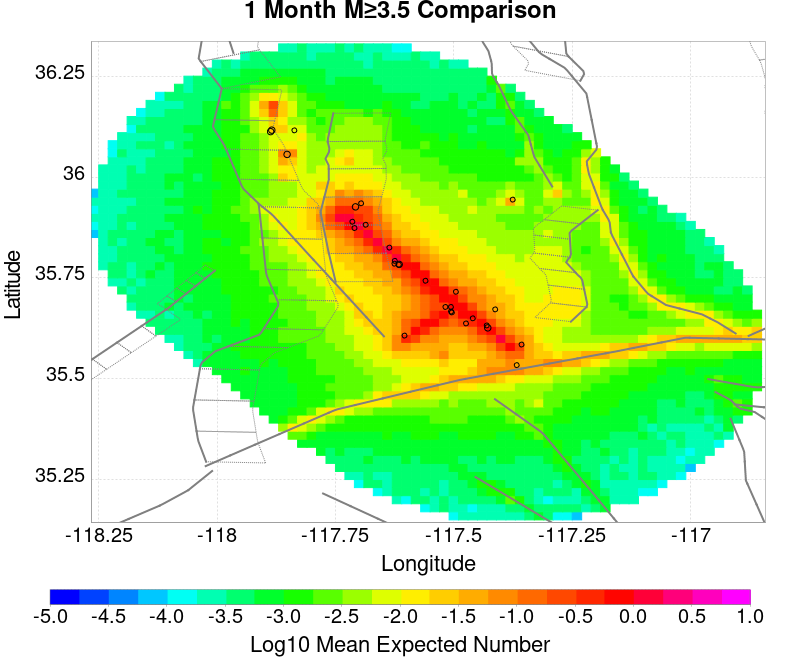 1 Month M≥3.5 Comparison
36.25
36
35.75
35.5
35.25
Latitude
-118.25 -118 -117.75 -117.5 -117.25 -117
Longitude
-5.0 -4.5 -4.0 -3.5 -3.0 -2.5 -2.0 -1.5 -1.0 -0.5 0.0 0.5 1.0
Log10 Mean Expected Number